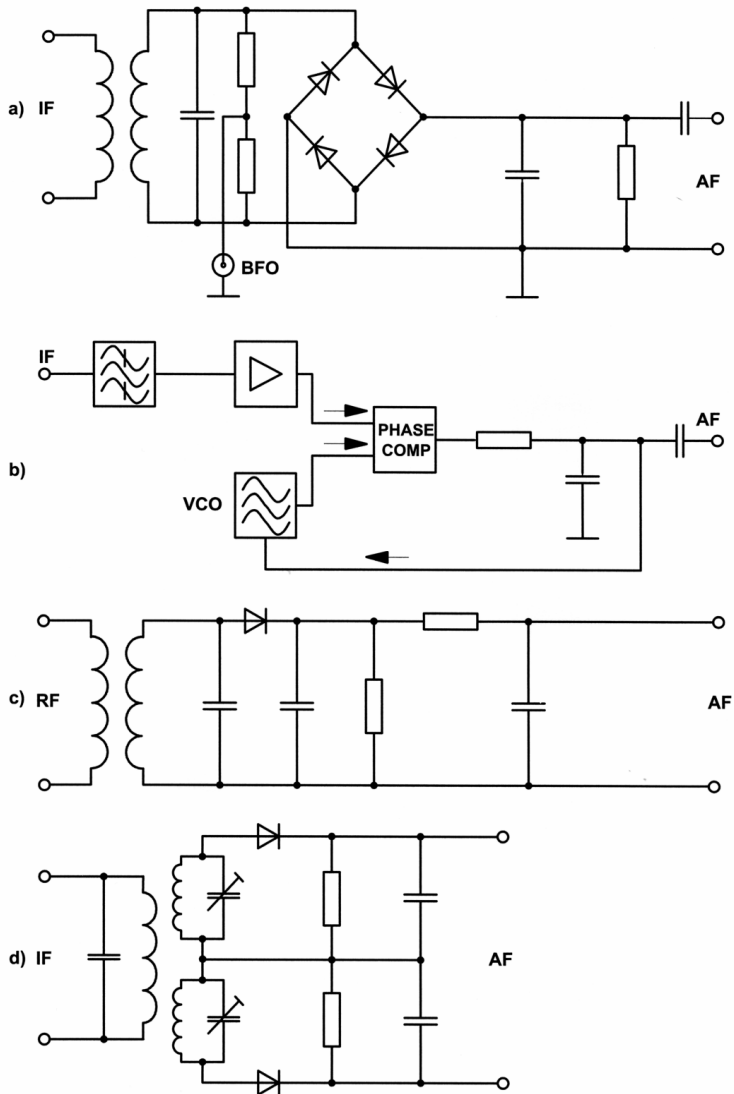 a) IF
AF
BFO
IF
AF
PHASE
COMP
b)
VCO
c) RF
AF
d) IF
AF